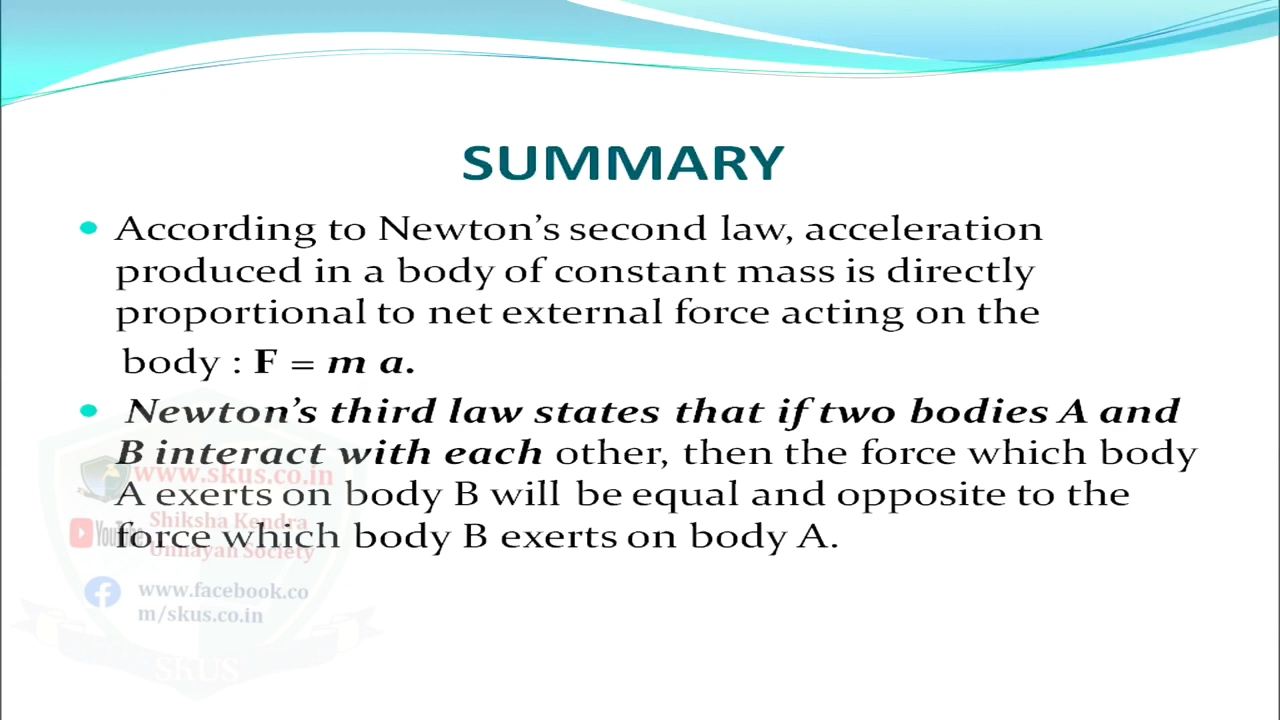 SUMMARY
According to Newton’s second law, acceleration
produced in a body of constant mass is directly
proportional to net external force acting on the
body : F = m a.
Newton’s third law states that if two bodies A and
B interact with each other, then the force which body
A exerts on body B will be equal and opposite to the
force which body B exerts on body A.
www.skus.co.in
Shiksha Kendra
YouTube
Unnayan Society
www.facebook.co
m/skus.co.in
SKUS